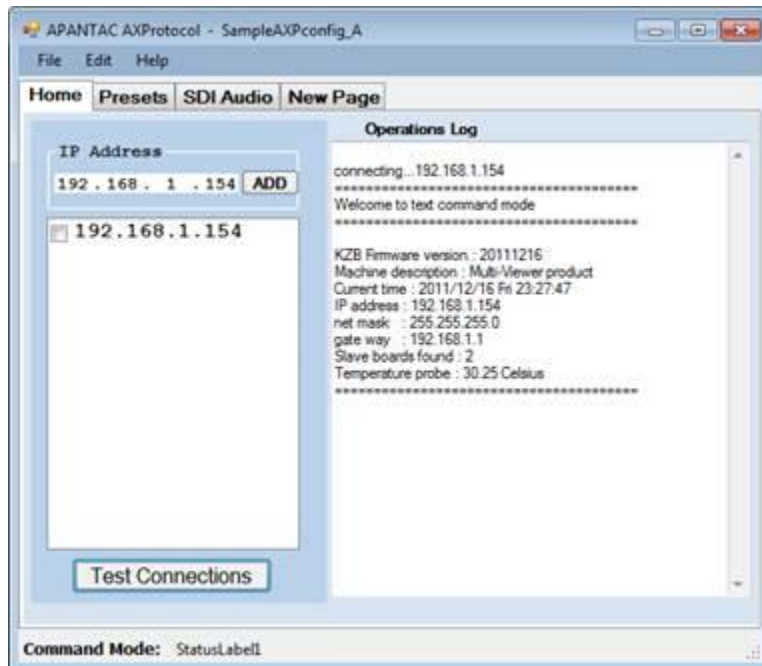 APANTAC AXProtocol - SampleAXPconfig_A
File Edit Help
Home Presets SDI Audio New Page
IP Address
192 . 168 . 1 . 154 ADD
192.168.1.154
Test Connections
Operations Log
connecting...192.168.1.154
****************************************
Welcome to text command mode
****************************************
KZB Firmware version : 20111216
Machine description : Multi-Viewer product
Current time : 2011/12/16 Fri 23:27:47
IP address : 192.168.1.154
net mask : 255.255.255.0
gate way : 192.168.1.1
Slave boards found : 2
Temperature probe : 30.25 Celsius
****************************************
Command Mode: StatusLabel1